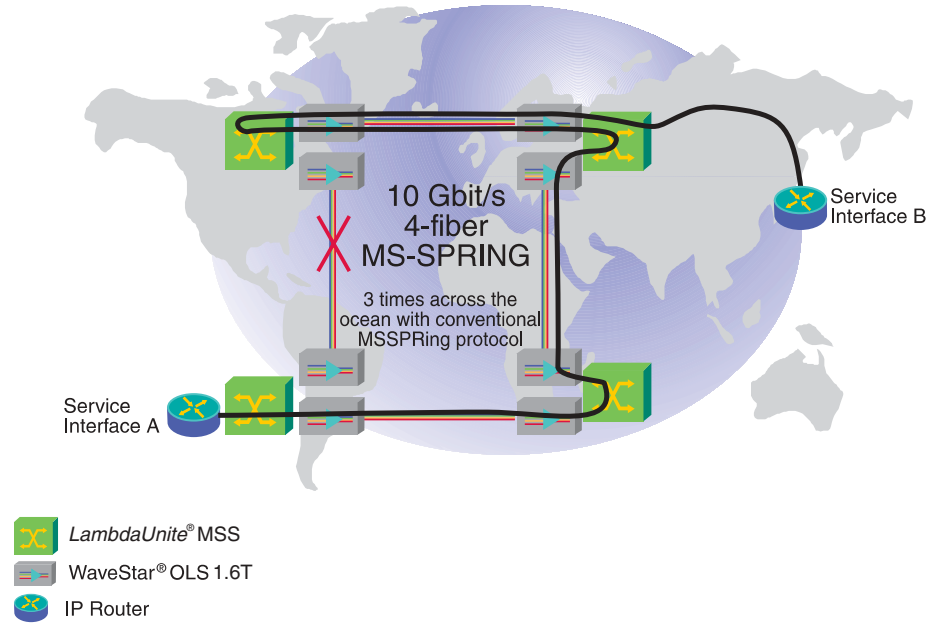 10 Gbit/s
4-fiber
MS-SPRING
3 times across the
ocean with conventional
MSSPRing protocol
Service
Interface B
Service
Interface A
LambdaUnite® MSS
WaveStar® OLS 1.6T
IP Router